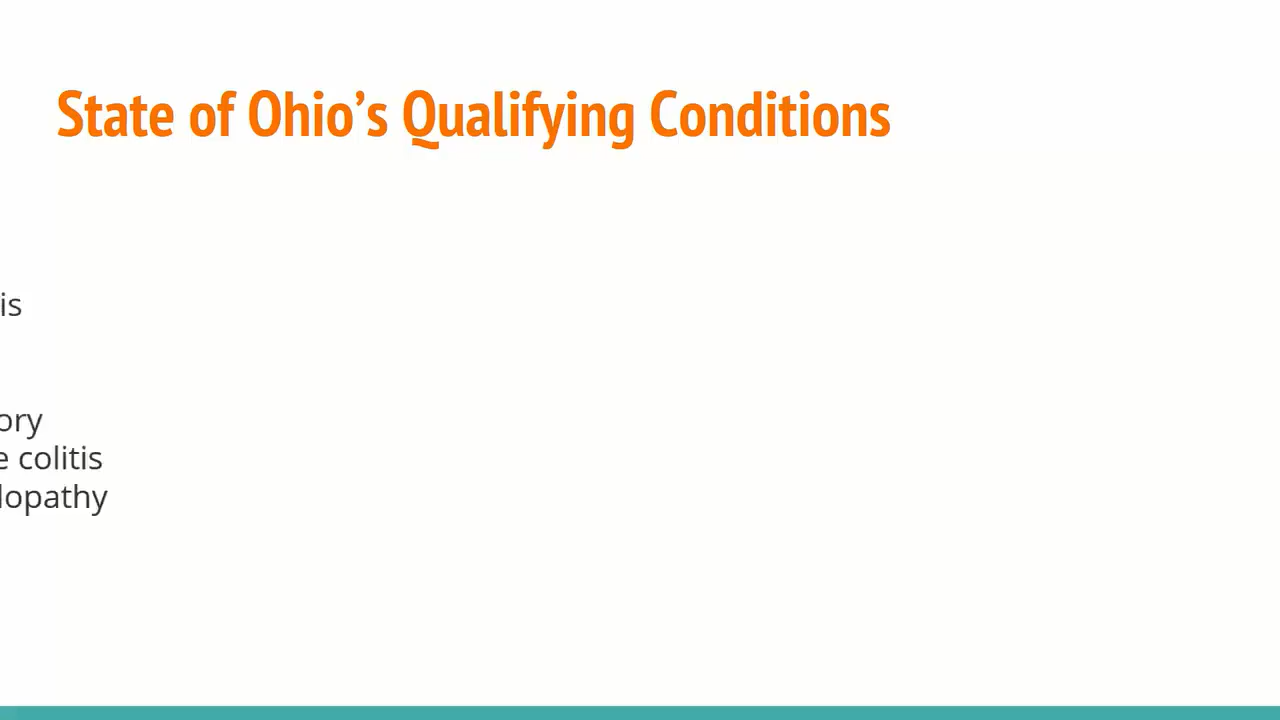 State of Ohio’s Qualifying Conditions
is
ory
e colitis
lopathy